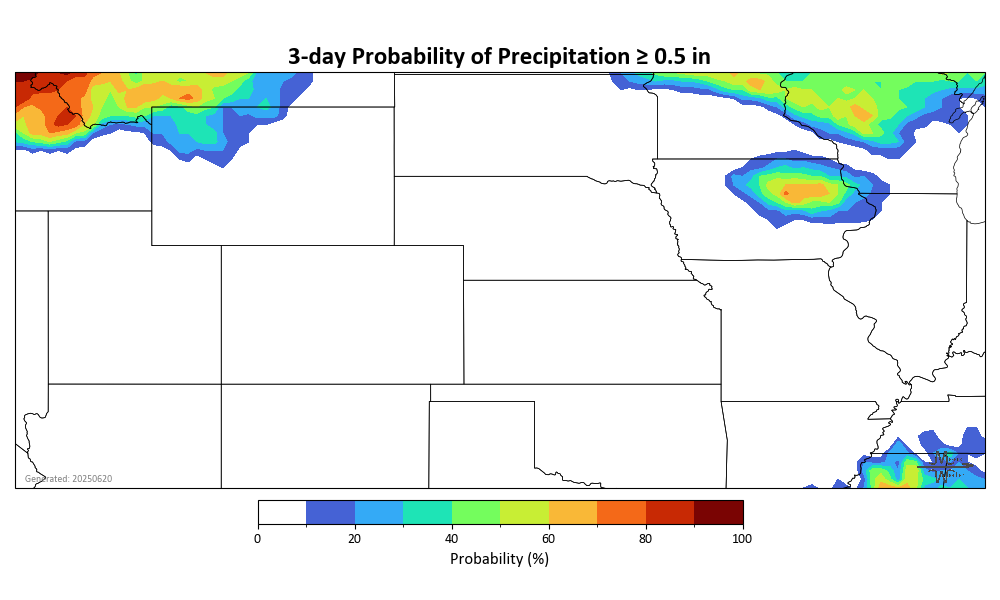 3-day Probability of Precipitation ≥ 0.5 in
Generated: 20250620
0 20 40 60 80 100
Probability (%)